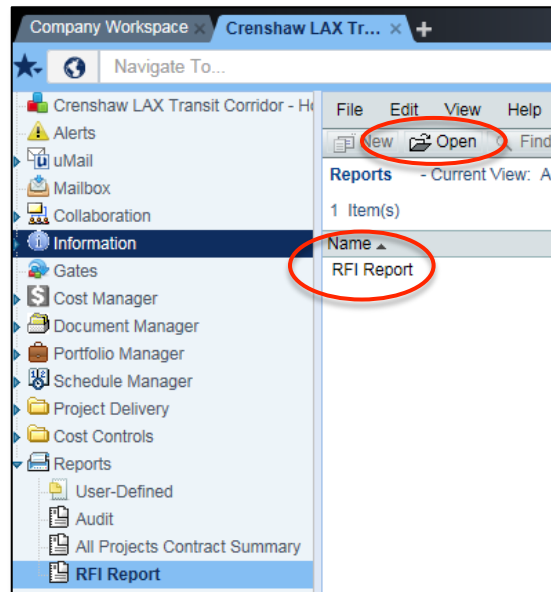 Company Workspace × Crenshaw LAX Tr... × +
Navigate To...
Crenshaw LAX Transit Corridor - Ho
Alerts
uMail
Mailbox
Collaboration
Information
Gates
Cost Manager
Document Manager
Portfolio Manager
Schedule Manager
Project Delivery
Cost Controls
Reports
User-Defined
Audit
All Projects Contract Summary
RFI Report
File Edit View Help
New Open Find
Reports - Current View: A
1 Item(s)
Name
RFI Report